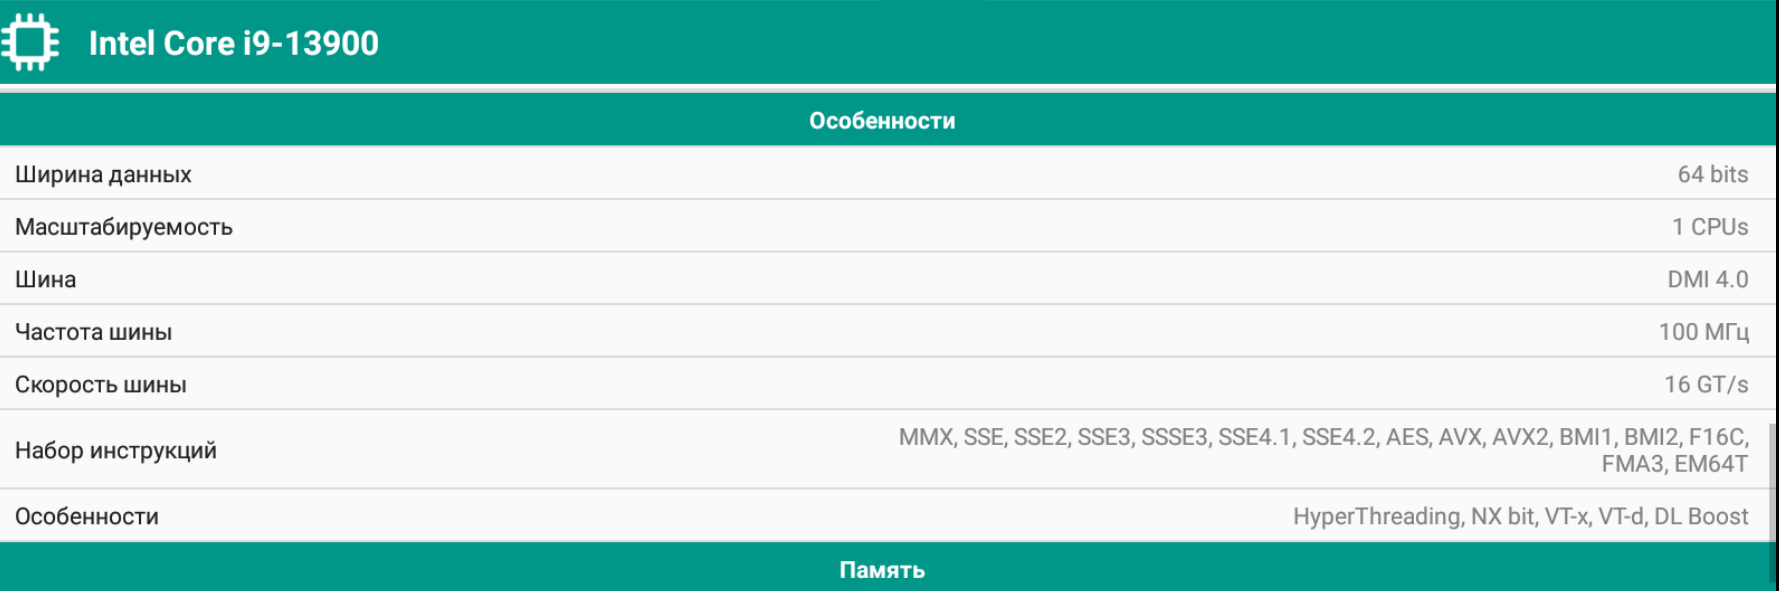 Intel Core i9-13900
Особенности
Ширина данных 64 bits
Масштабируемость 1 CPUs
Шина DMI 4.0
Частота шины 100 МГц
Скорость шины 16 GT/s
Набор инструкций MMX, SSE, SSE2, SSE3, SSSE3, SSE4.1, SSE4.2, AES, AVX, AVX2, BMI1, BMI2, F16C,
FMA3, EM64T
Особенности HyperThreading, NX bit, VT-x, VT-d, DL Boost
Память